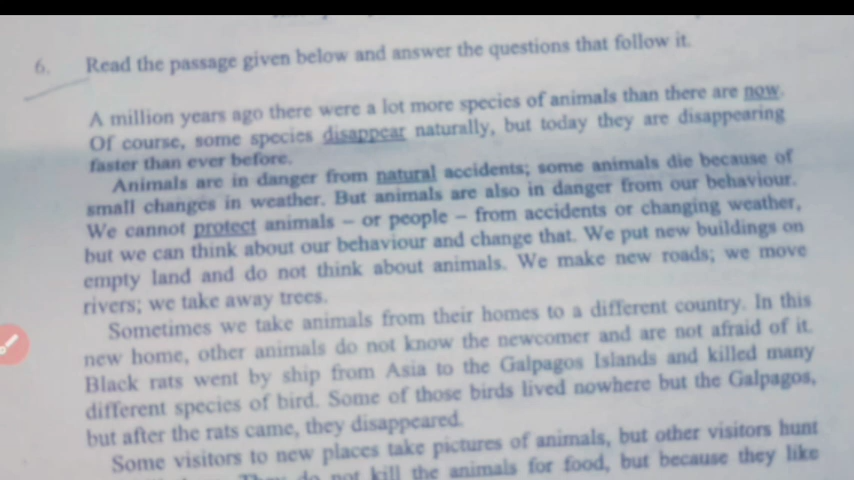 6. Read the passage given below and answer the questions that follow it.
A million years ago there were a lot more species of animals than there are now.
Of course, some species disappear naturally, but today they are disappearing
faster than ever before.
Animals are in danger from natural accidents; some animals die because of
small changes in weather. But animals are also in danger from our behaviour.
We cannot protect animals – or people – from accidents or changing weather,
but we can think about our behaviour and change that. We put new buildings on
empty land and do not think about animals. We make new roads; we move
rivers; we take away trees.
Sometimes we take animals from their homes to a different country. In this
new home, other animals do not know the newcomer and are not afraid of it.
Black rats went by ship from Asia to the Galpagos Islands and killed many
different species of bird. Some of those birds lived nowhere but the Galpagos,
but after the rats came, they disappeared.
Some visitors to new places take pictures of animals, but other visitors hunt
They do not kill the animals for food, but because they like